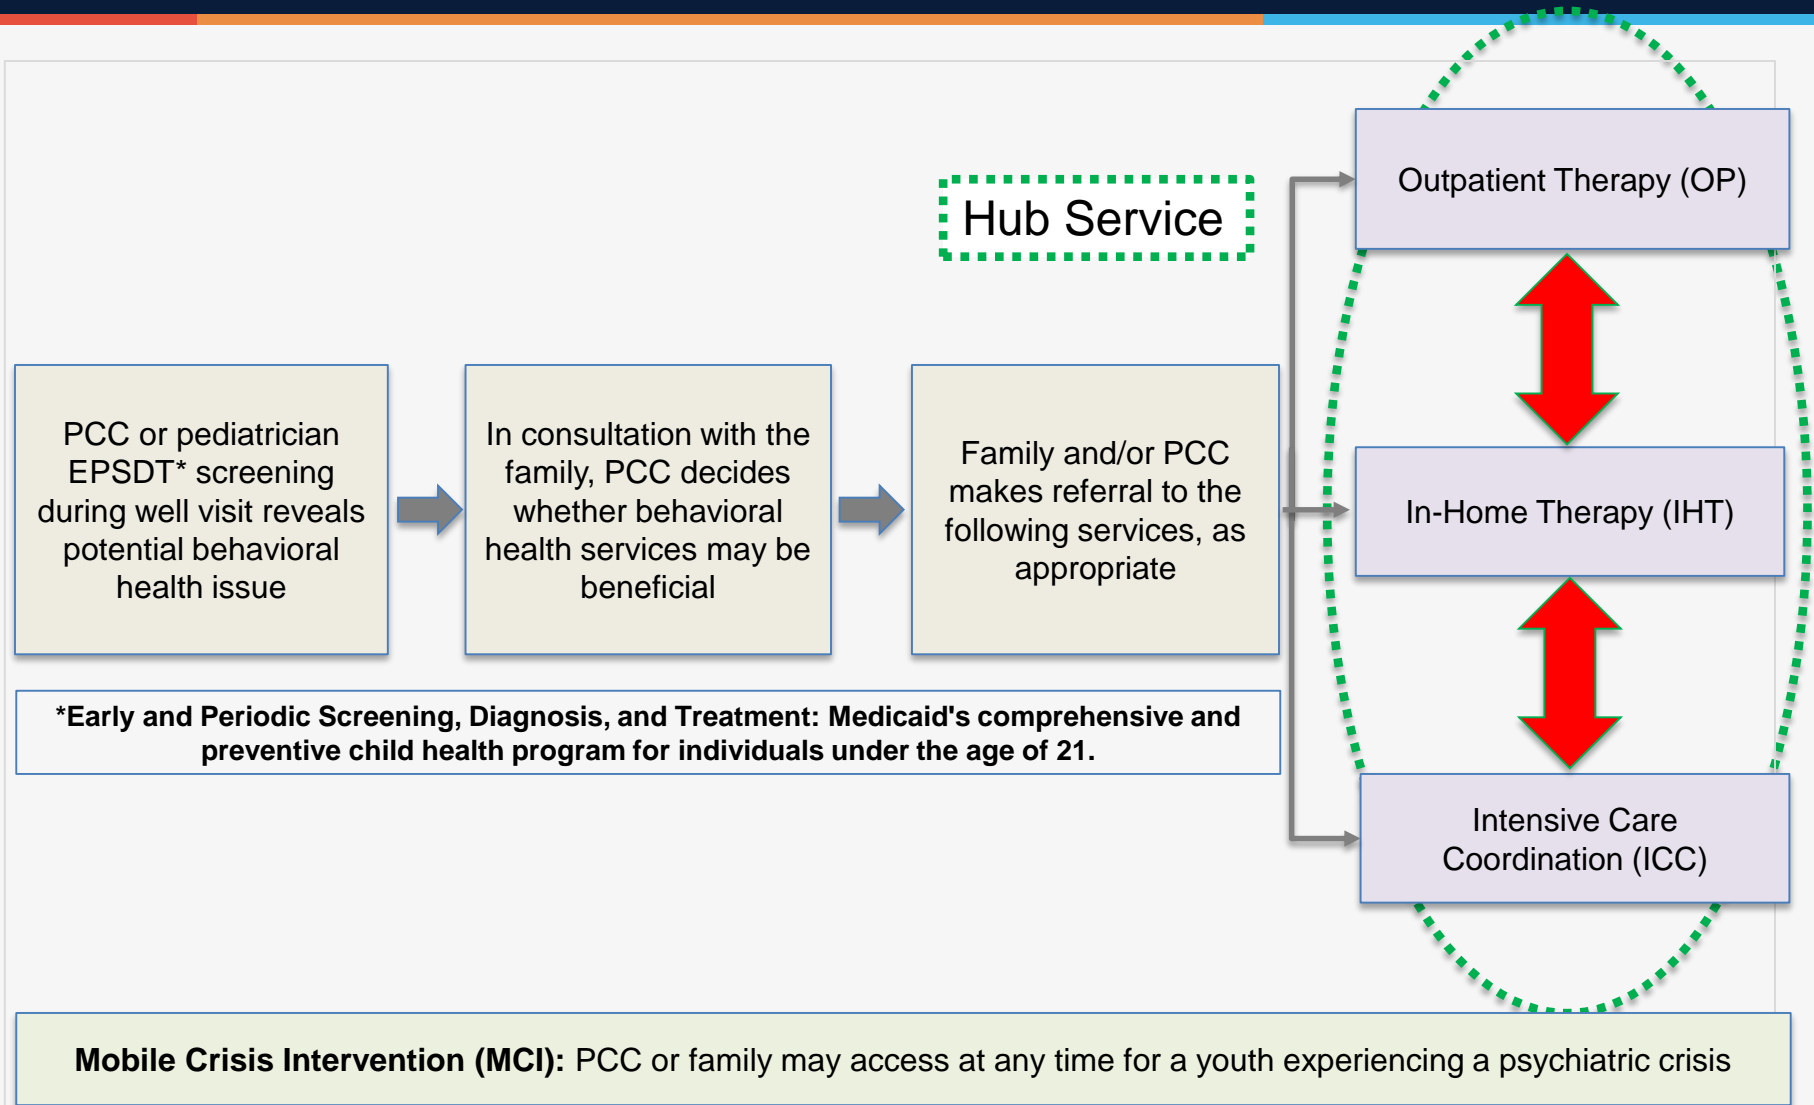 Hub Service
Outpatient Therapy (OP)
PCC or pediatrician
EPSDT* screening
during well visit reveals
potential behavioral
health issue
In consultation with the
family, PCC decides
whether behavioral
health services may be
beneficial
Family and/or PCC
makes referral to the
following services, as
appropriate
In-Home Therapy (IHT)
*Early and Periodic Screening, Diagnosis, and Treatment: Medicaid's comprehensive and
preventive child health program for individuals under the age of 21.
Intensive Care
Coordination (ICC)
Mobile Crisis Intervention (MCI): PCC or family may access at any time for a youth experiencing a psychiatric crisis